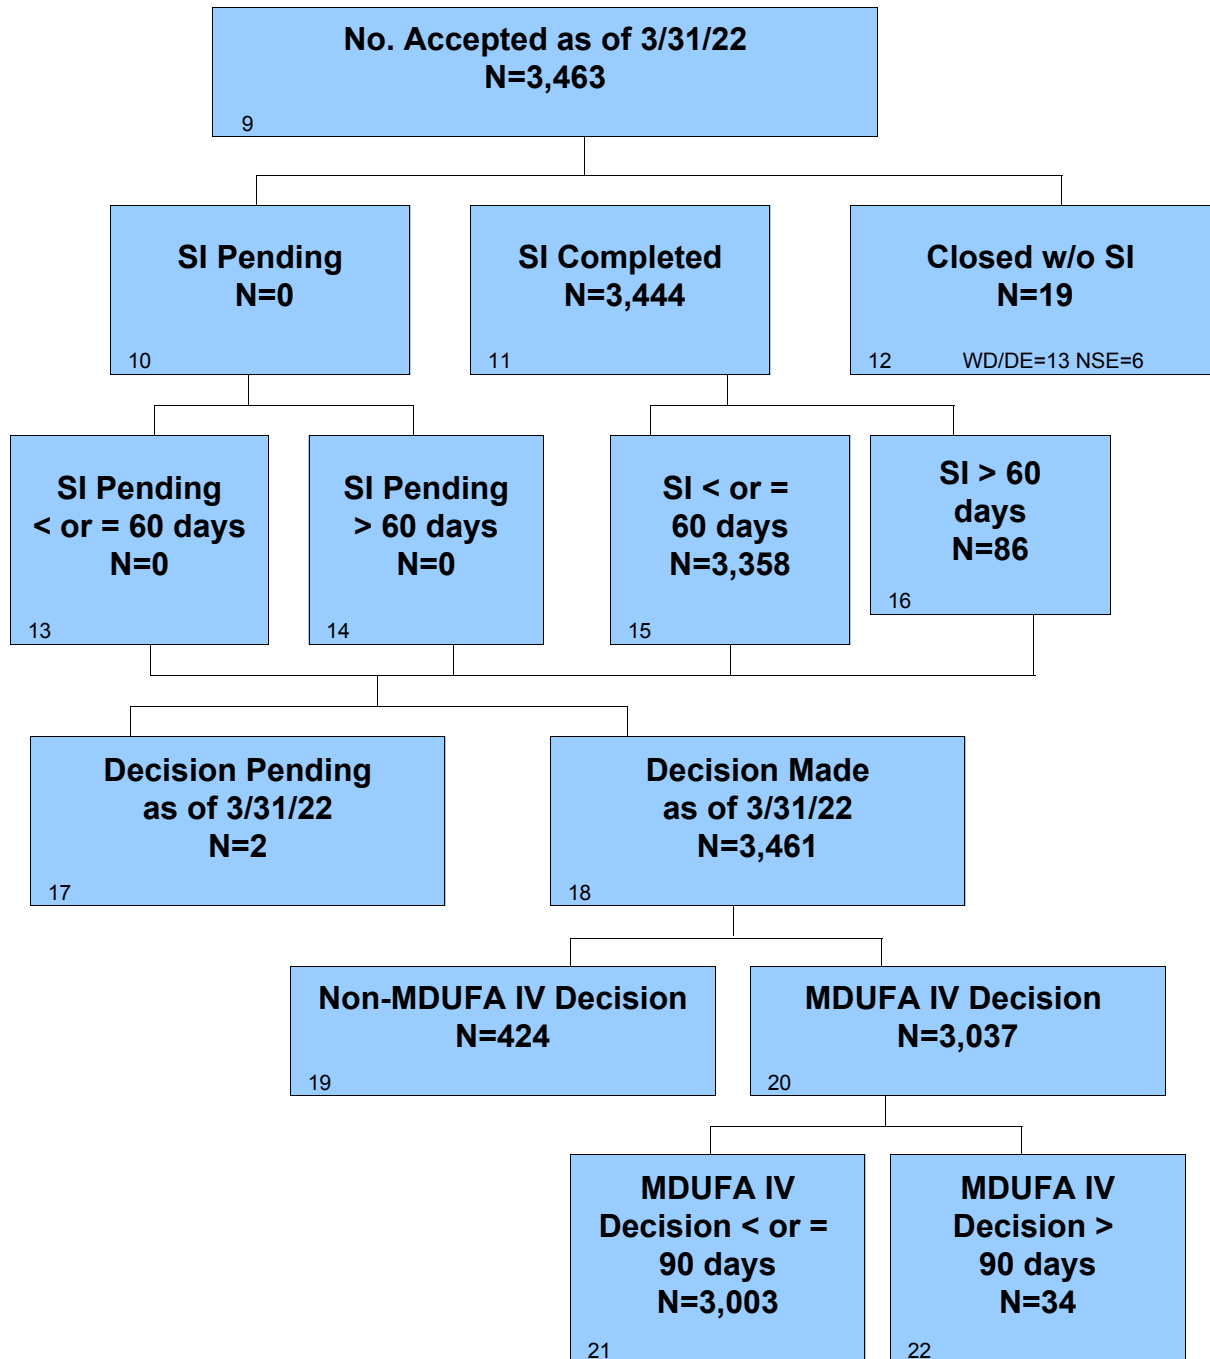 No. Accepted as of 3/31/22
N=3,463
9
SI Pending
N=0
10
SI Completed
N=3,444
11
Closed w/o SI
N=19
12 WD/DE=13 NSE=6
SI Pending
< or = 60 days
N=0
13
SI Pending
> 60 days
N=0
14
SI < or =
60 days
N=3,358
15
SI > 60
days
N=86
16
Decision Pending
as of 3/31/22
N=2
17
Decision Made
as of 3/31/22
N=3,461
18
Non-MDUFA IV Decision
N=424
19
MDUFA IV Decision
N=3,037
20
MDUFA IV
Decision < or =
90 days
N=3,003
21
MDUFA IV
Decision >
90 days
N=34
22